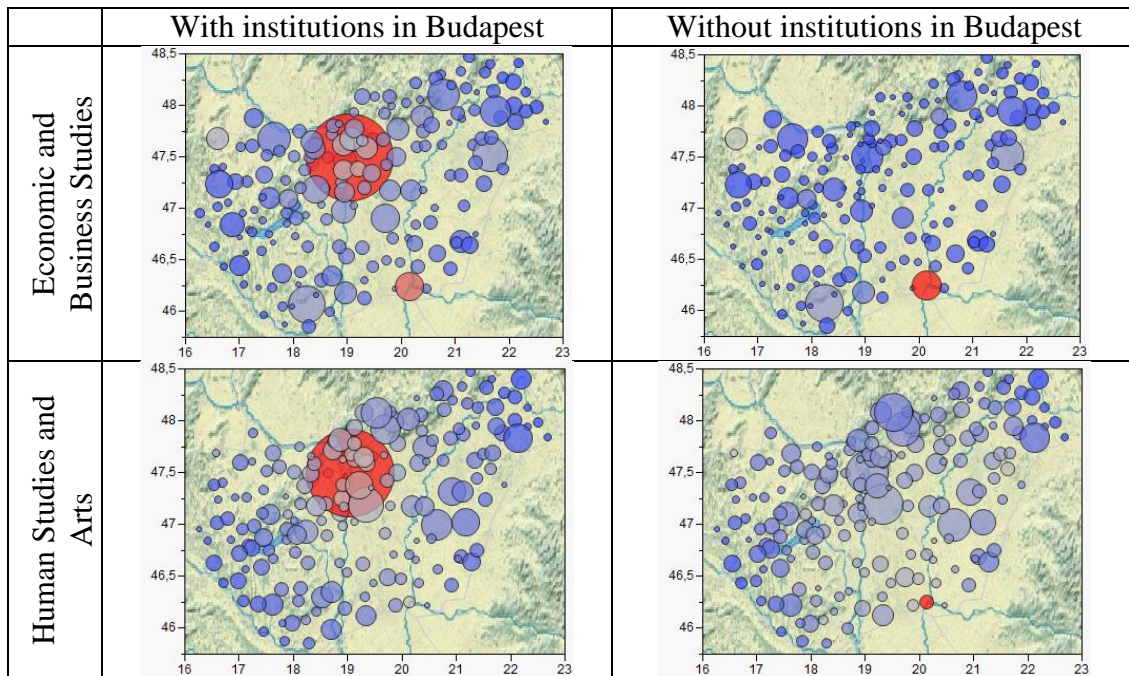 With institutions in Budapest
Without institutions in Budapest
Economic and
Business Studies
48,5
48
47,5
47
46,5
46
16 17 18 19 20 21 22 23
48,5
48
47,5
47
46,5
46
16 17 18 19 20 21 22 23
Human Studies and
Arts
48,5
48
47,5
47
46,5
46
16 17 18 19 20 21 22 23
48,5
48
47,5
47
46,5
46
16 17 18 19 20 21 22 23